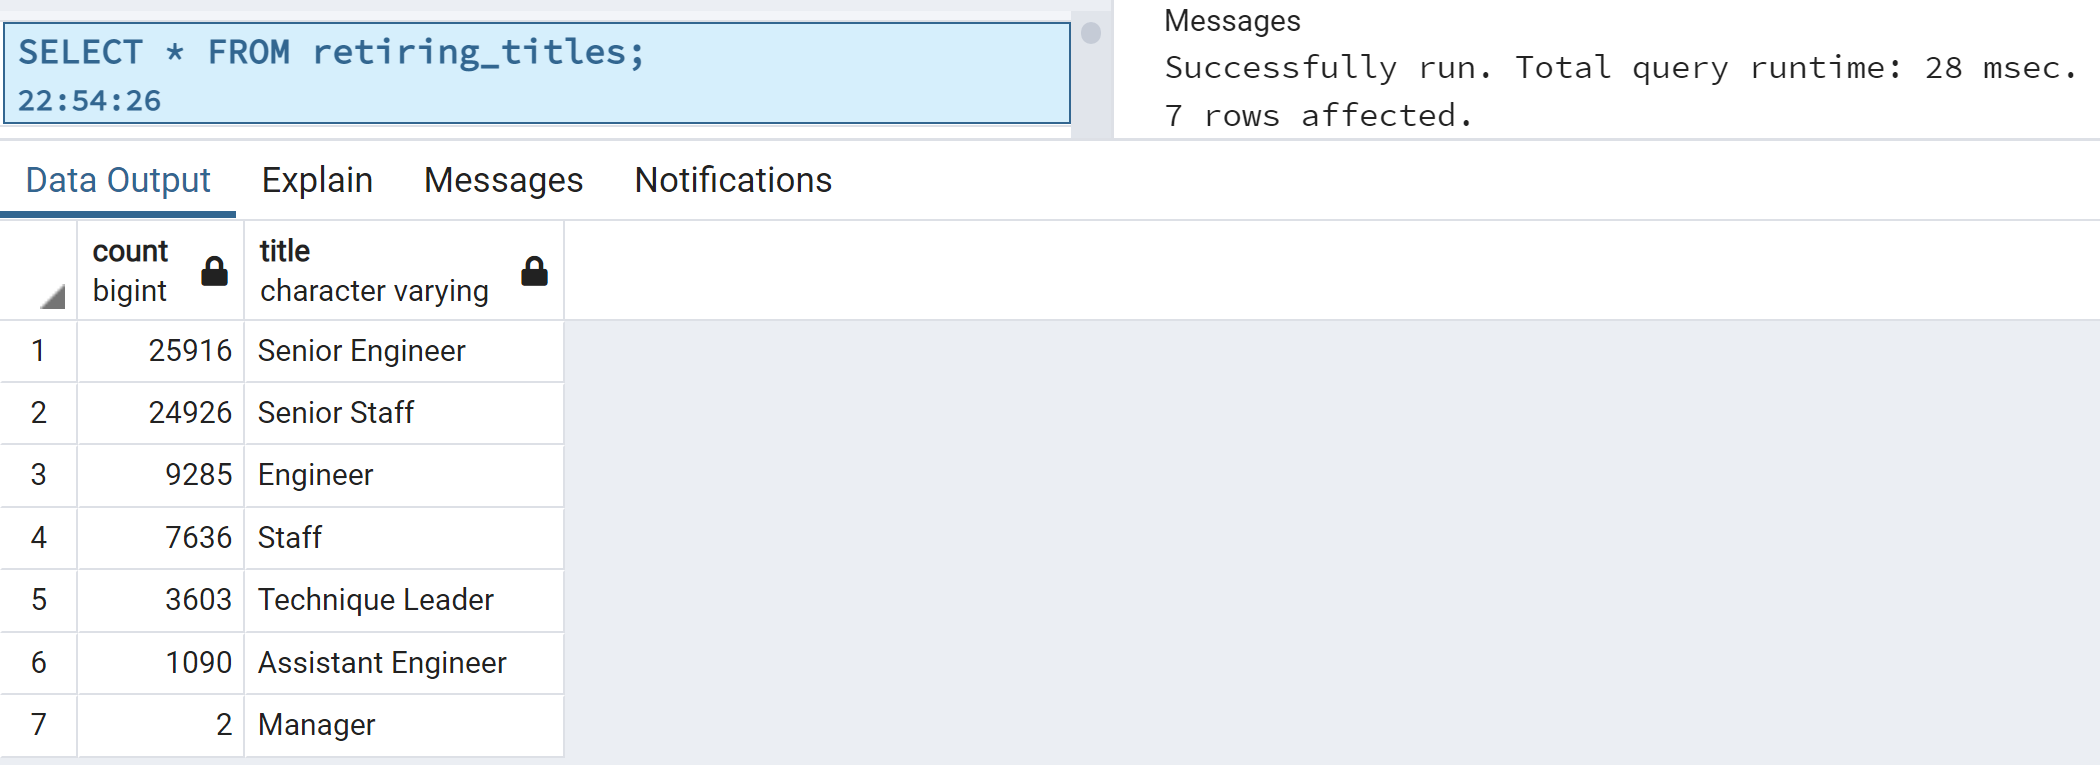 SELECT * FROM retiring_titles;
22:54:26
Messages
Successfully run. Total query runtime: 28 msec.
7 rows affected.
Data Output Explain Messages Notifications
count title
bigint character varying
1 25916 Senior Engineer
2 24926 Senior Staff
3 9285 Engineer
4 7636 Staff
5 3603 Technique Leader
6 1090 Assistant Engineer
7 2 Manager